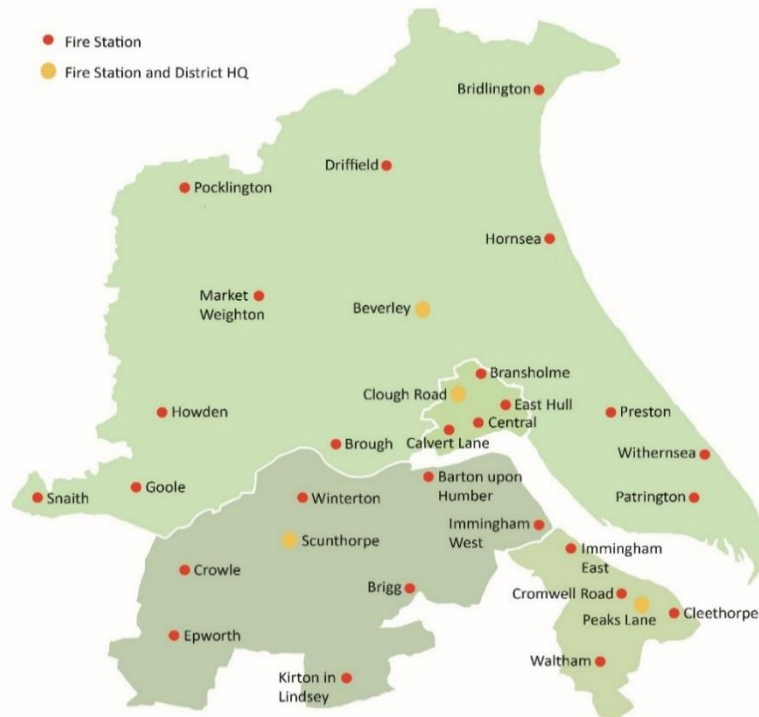 Fire Station
Fire Station and District HQ
Bridlington
Driffield
Pocklington
Hornsea
Market
Weighton
Beverley
Bransholme
Clough Road
East Hull
Howden
Preston
Central
Calvert Lane
Brough
Withernsea
Barton upon
Humber
Goole
Snaith
Winterton
Patrington
Immingham
West
Scunthorpe
Immingham
East
Crowle
Brigg
Cromwell Road
Peaks Lane
Cleethorpe
Epworth
Waltham
Kirton in
Lindsey